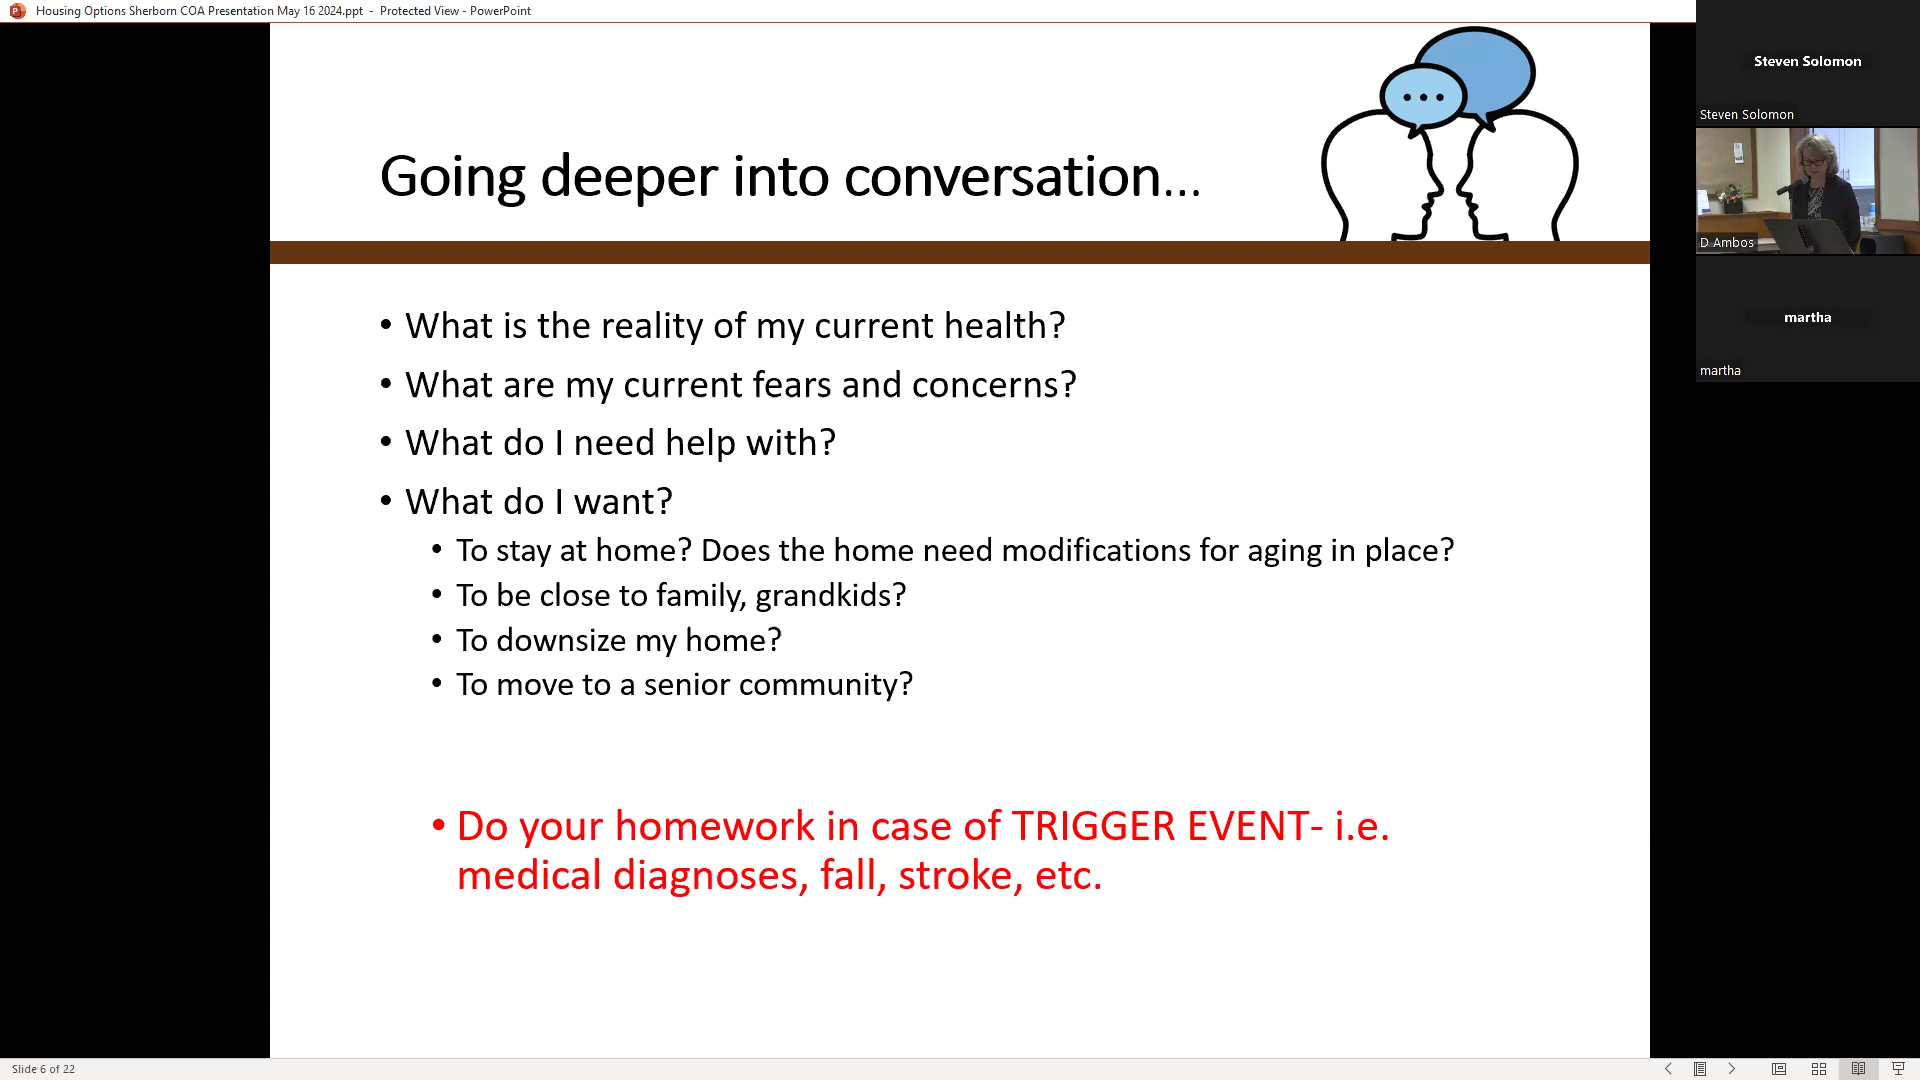 Housing Options Sherborn COA Presentation May 16 2024.ppt - Protected View - PowerPoint
Going deeper into conversation...
• What is the reality of my current health?
• What are my current fears and concerns?
• What do I need help with?
• What do I want?
• To stay at home? Does the home need modifications for aging in place?
• To be close to family, grandkids?
• To downsize my home?
• To move to a senior community?
• Do your homework in case of TRIGGER EVENT- i.e.
medical diagnoses, fall, stroke, etc.
Steven Solomon
Steven Solomon
D Ambos
martha
martha
Slide 6 of 22